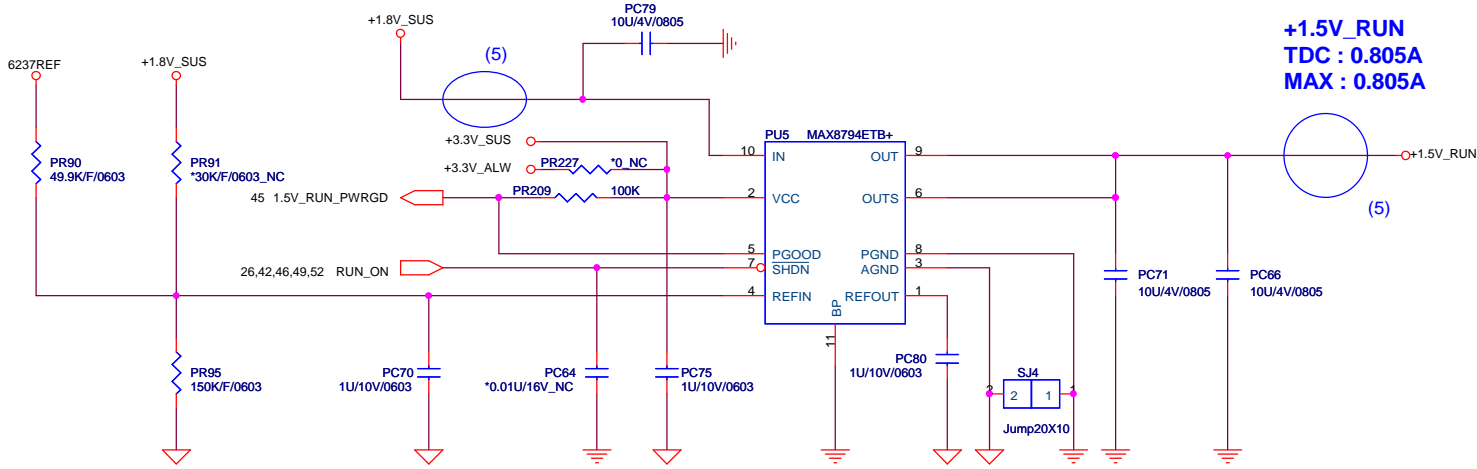 PC79
10U/4V/0805
+1.8V_SUS
+1.5V_RUN
TDC : 0.805A
MAX : 0.805A
(5)
6237REF
+1.8V_SUS
+3.3V_SUS
PU5 MAX8794ETB+
PR90
49.9K/F/0603
PR91
*30K/F/0603_NC
+3.3V_ALW
PR227 *0_NC
10 IN OUT 9
+1.5V_RUN
PR209 100K
45 1.5V_RUN_PWRGD
2 VCC OUTS 6
(5)
5 PGOOD PGND 8
26,42,46,49,52 RUN_ON
7 SHDN AGND 3
4 REFIN REFOUT 1
BP
11
PC71
10U/4V/0805
PC66
10U/4V/0805
PR95
150K/F/0603
PC70
1U/10V/0603
PC64
*0.01U/16V_NC
PC75
1U/10V/0603
PC80
1U/10V/0603
SJ4
2 2 1 1
Jump20X10